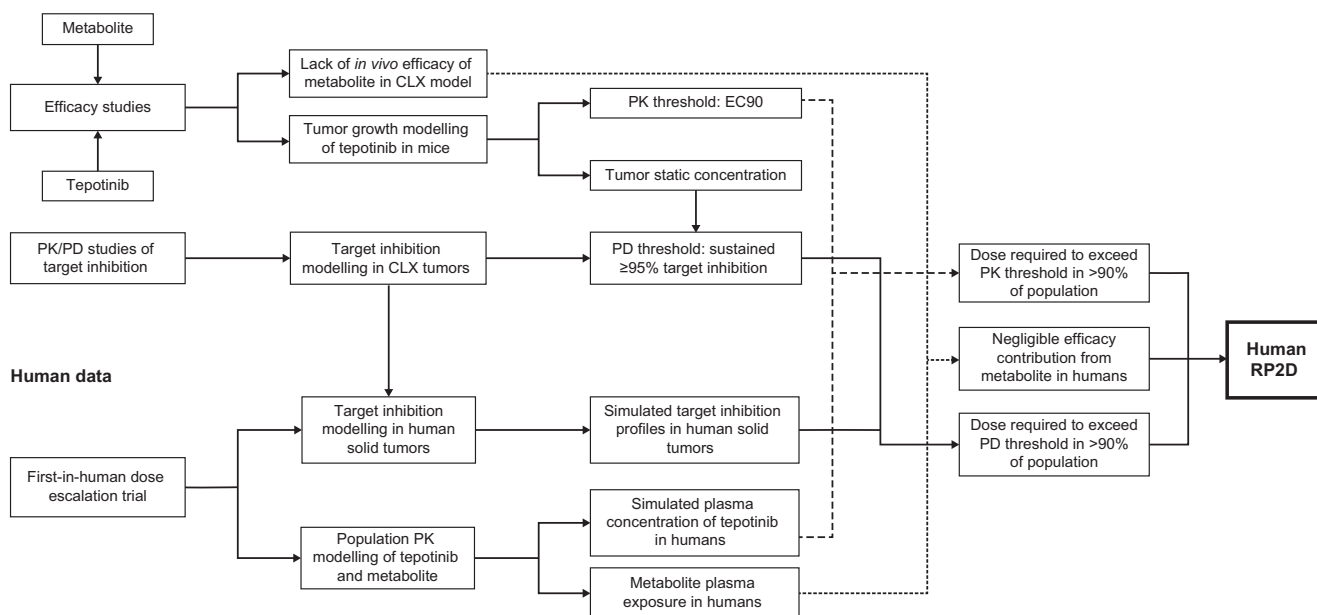 Metabolite
Efficacy studies
Tepotinib
Lack of in vivo efficacy of
metabolite in CLX model
Tumor growth modelling
of tepotinib in mice
PK threshold: EC90
Tumor static concentration
PK/PD studies of
target inhibition
Target inhibition
modelling in CLX tumors
PD threshold: sustained
≥95% target inhibition
Dose required to exceed
PK threshold in >90%
of population
Negligible efficacy
contribution from
metabolite in humans
Dose required to exceed
PD threshold in >90%
of population
Human
RP2D
Human data
Target inhibition
modelling in human
solid tumors
Simulated target inhibition
profiles in human solid
tumors
First-in-human dose
escalation trial
Population PK
modelling of tepotinib
and metabolite
Simulated plasma
concentration of tepotinib
in humans
Metabolite plasma
exposure in humans